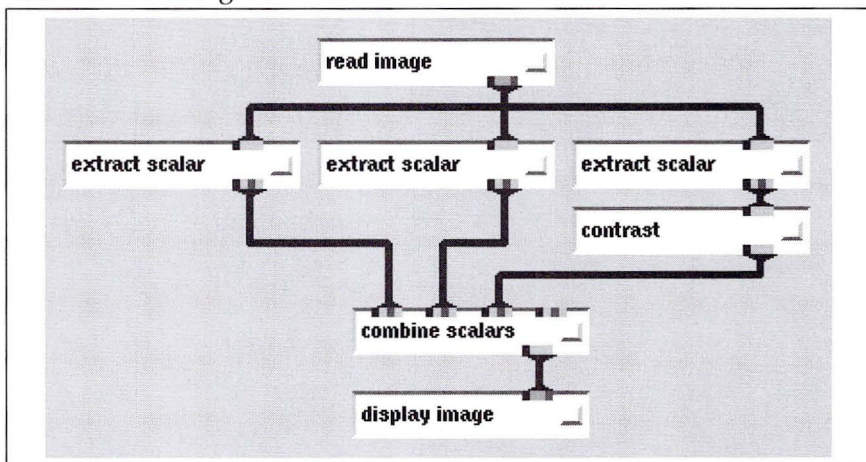 read image
extract scalar
extract scalar
extract scalar
contrast
combine scalars
display image